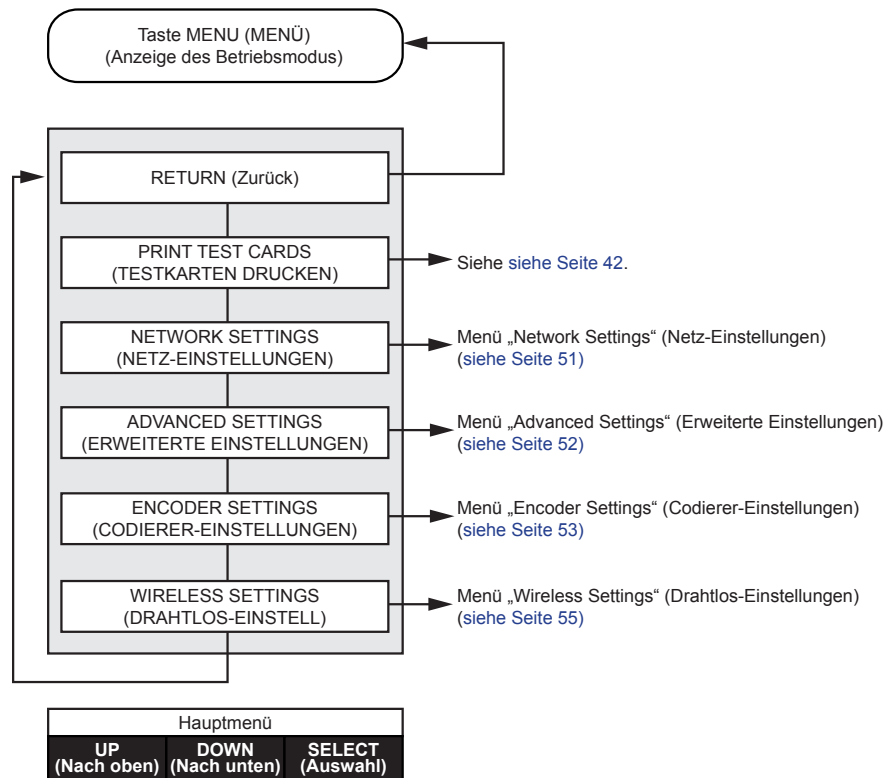 Taste MENU (MENÜ)
(Anzeige des Betriebsmodus)
RETURN (Zurück)
PRINT TEST CARDS
(TESTKARTEN DRUCKEN)
Siehe siehe Seite 42.
NETWORK SETTINGS
(NETZ-EINSTELLUNGEN)
Menü „Network Settings“ (Netz-Einstellungen)
(siehe Seite 51)
ADVANCED SETTINGS
(ERWEITERTE EINSTELLUNGEN)
Menü „Advanced Settings“ (Erweiterte Einstellungen)
(siehe Seite 52)
ENCODER SETTINGS
(CODIERER-EINSTELLUNGEN)
Menü „Encoder Settings“ (Codierer-Einstellungen)
(siehe Seite 53)
WIRELESS SETTINGS
(DRAHTLOS-EINSTELL)
Menü „Wireless Settings“ (Drahtlos-Einstellungen)
(siehe Seite 55)
Hauptmenü
UP
(Nach oben)
DOWN
(Nach unten)
SELECT
(Auswahl)